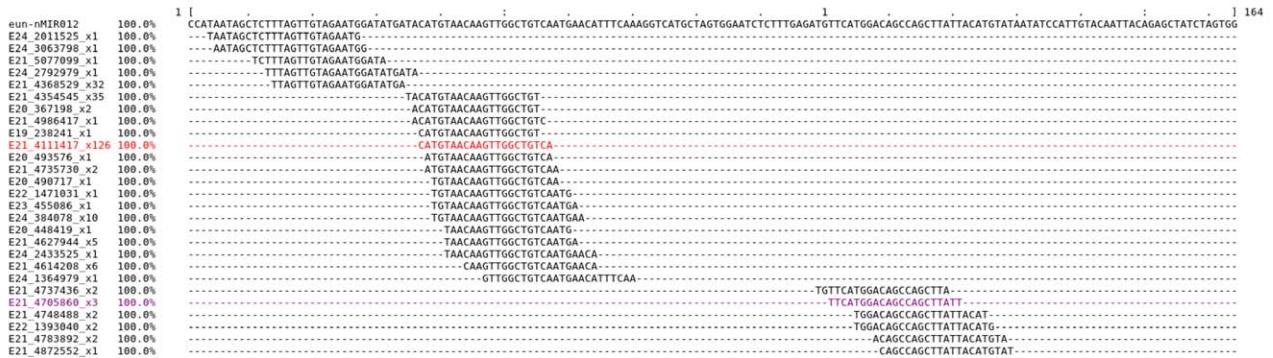 1 [ . . . . : . . . . 1 . . . . : . ] 164
eun-nMIR012 CCATAATAGCTCTTTAGTTGTAGAATGGATATGATACATGTAACAAGTTGGCTGTCAATGAACATTTCAAAGGTCATGCTAGTGGAATCTCTTTGAGATGTTCATGGACAGCCAGCTTATTACATGTATAATATCCATTGTACAATTACAGAGCTATCTAGTGG
E24_2011525_x1 100.0% ---TAATAGCTCTTTAGTTGTAGAATG---
E24_3063798_x1 100.0% ---AATAGCTCTTTAGTTGTAGAATGG---
E21_5077099_x1 100.0% ---TCTTTAGTTGTAGAATGGATA---
E24_2792979_x1 100.0% ---TTTAGTTGTAGAATGGATATGATA---
E21_4368529_x32 100.0% ---TTAGTTGTAGAATGGATATGA---
E21_4354545_x35 100.0% ---TACATGTAACAAGTTGGCTGT---
E20_367198_x2 100.0% ---ACATGTAACAAGTTGGCTGT---
E21_4986417_x1 100.0% ---ACATGTAACAAGTTGGCTGTC---
E19_238241_x1 100.0% ---CATGTAACAAGTTGGCTGT---
E21_4111417_x126 100.0% ---CATGTAACAAGTTGGCTGTCA---
E20_493576_x1 100.0% ---ATGTAACAAGTTGGCTGTCA---
E21_4735730_x2 100.0% ---ATGTAACAAGTTGGCTGTCAA---
E20_490717_x1 100.0% ---TGTAACAAGTTGGCTGTCAA---
E22_1471031_x1 100.0% ---TGTAACAAGTTGGCTGTCAATG---
E23_455086_x1 100.0% ---TGTAACAAGTTGGCTGTCAATGA---
E24_384078_x10 100.0% ---TGTAACAAGTTGGCTGTCAATGAA---
E20_448419_x1 100.0% ---TAACAAGTTGGCTGTCAATG---
E21_4627944_x5 100.0% ---TAACAAGTTGGCTGTCAATGA---
E24_2433525_x1 100.0% ---TAACAAGTTGGCTGTCAATGAACA---
E21_4614208_x6 100.0% ---CAAGTTGGCTGTCAATGAACA---
E24_1364979_x1 100.0% ---GTTGGCTGTCAATGAACATTTCAA---
E21_4737436_x2 100.0% ---TGTTCATGGACAGCCAGCTTA---
E21_4705860_x3 100.0% ---TTCATGGACAGCCAGCTTATT---
E21_4748488_x2 100.0% ---TGGACAGCCAGCTTATTACAT---
E22_1393040_x2 100.0% ---TGGACAGCCAGCTTATTACATG---
E21_4783892_x2 100.0% ---ACAGCCAGCTTATTACATGTA---
E21_4872552_x1 100.0% ---CAGCCAGCTTATTACATGTAT---